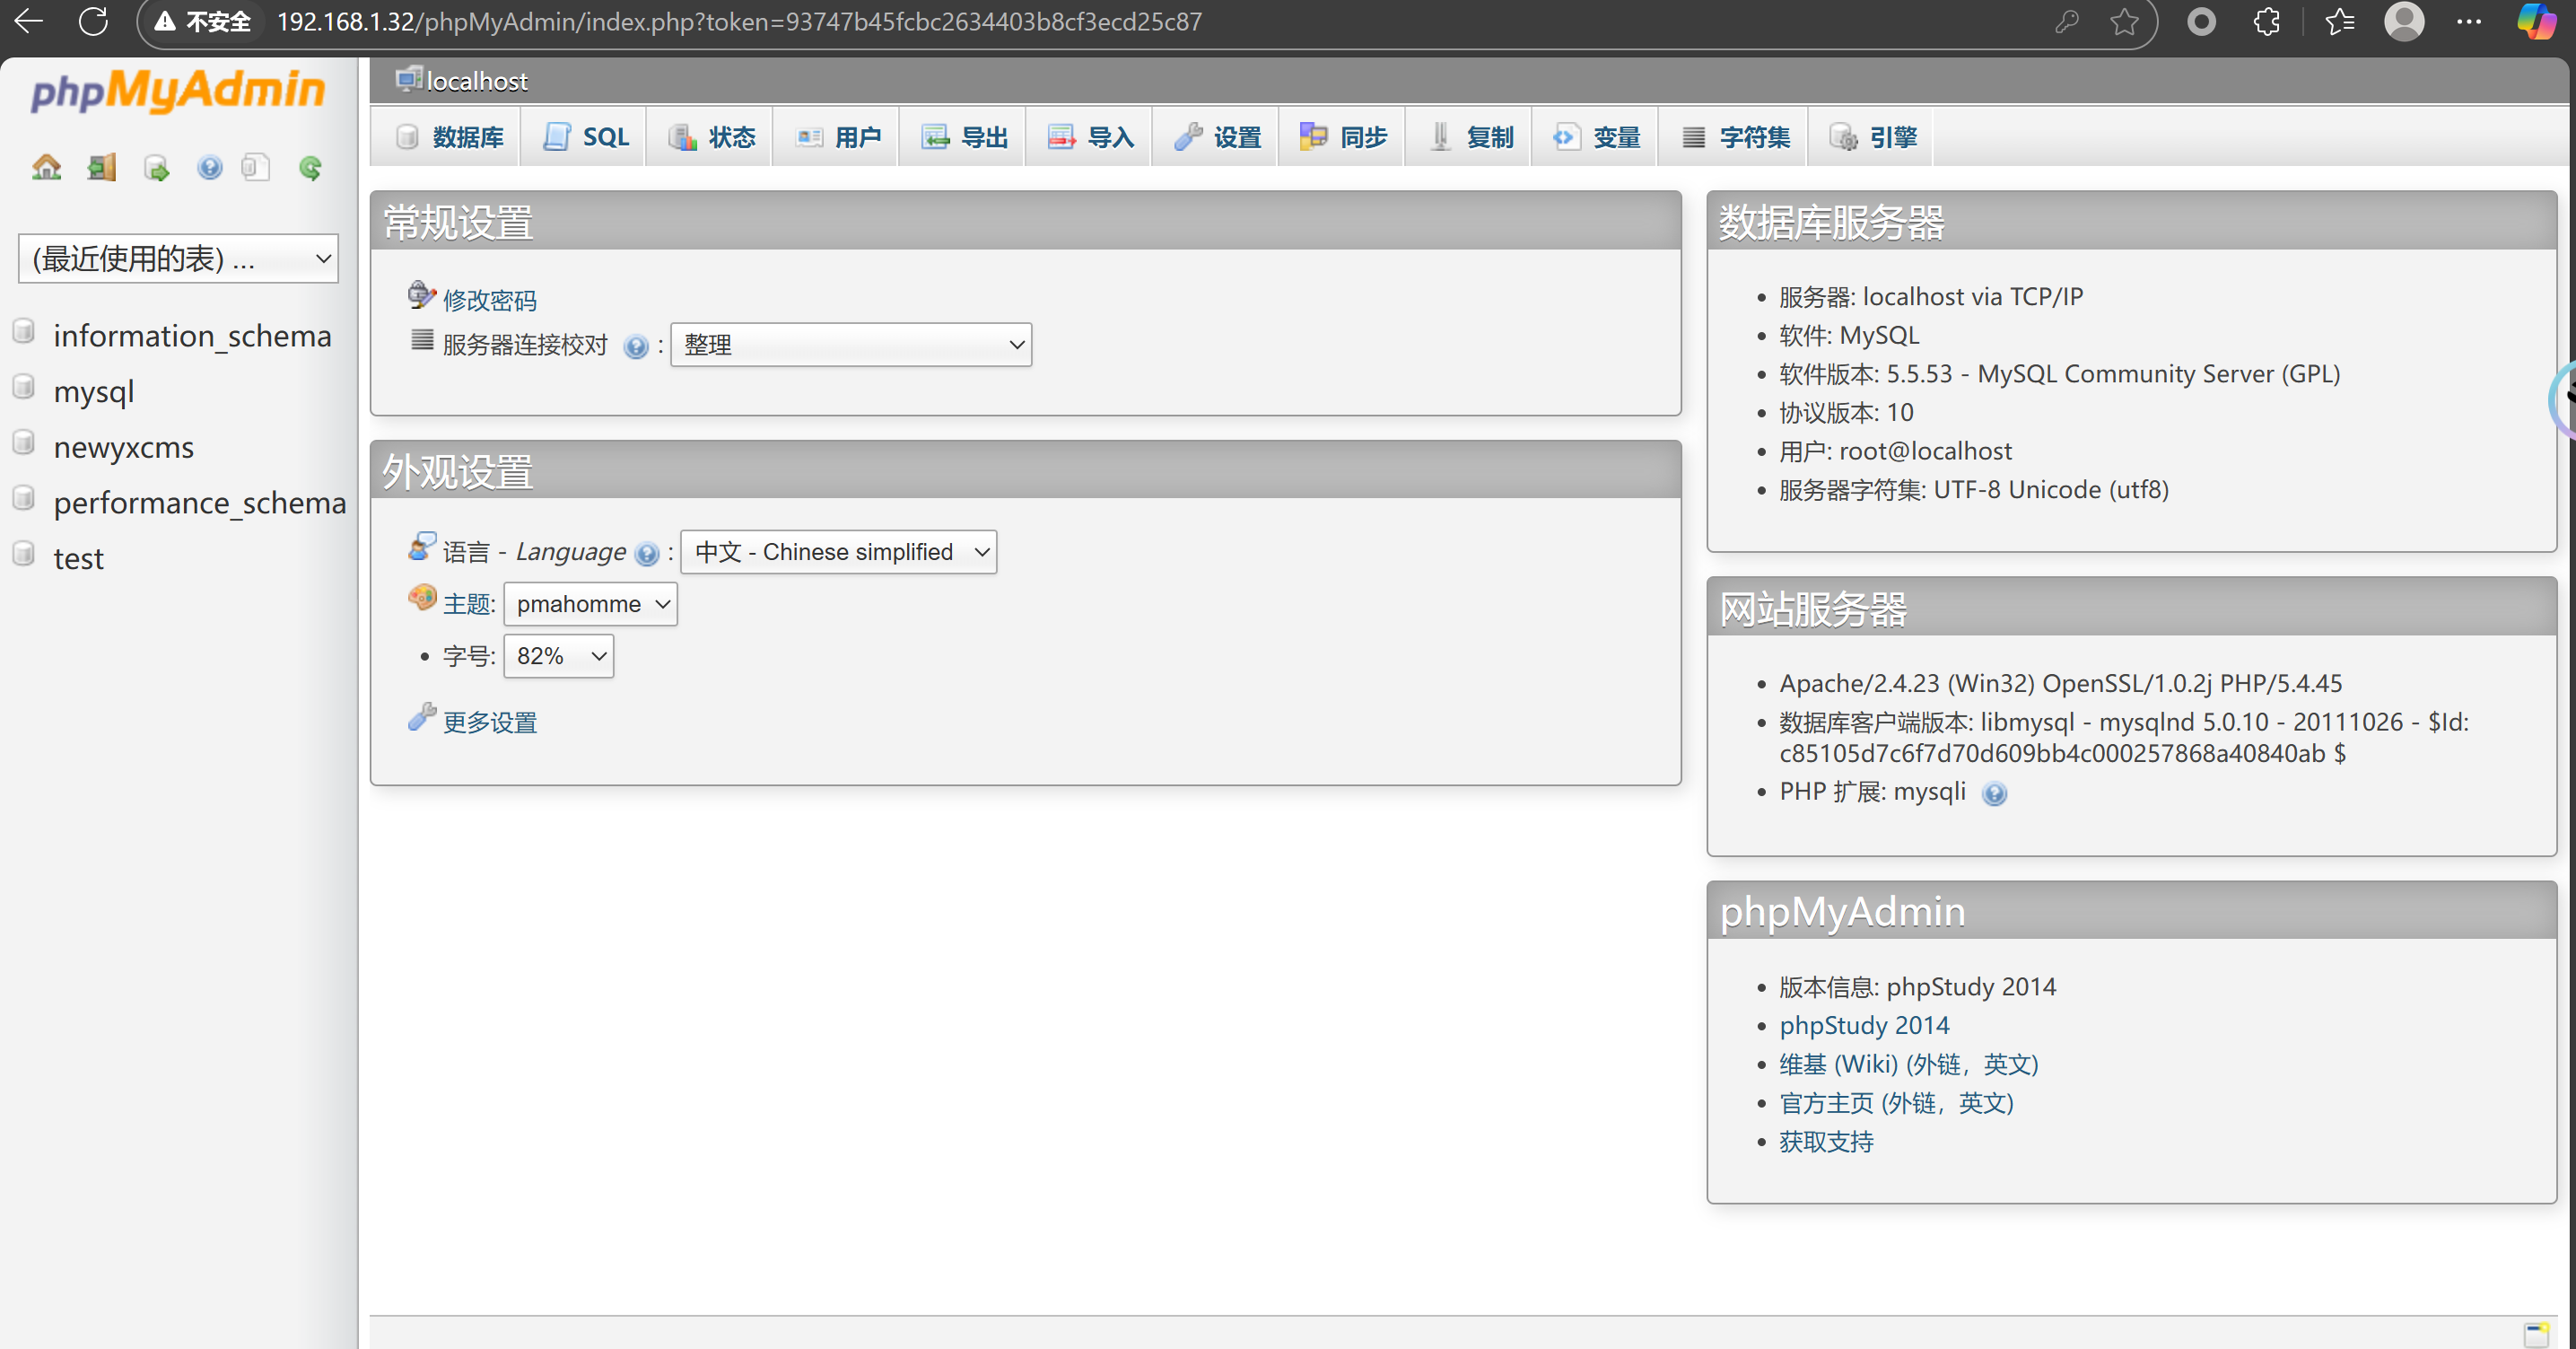 不安全 192.168.1.32/phpMyAdmin/index.php?token=93747b45fcbc2634403b8cf3ecd25c87
phpMyAdmin
(最近使用的表) ...
information_schema
mysql
newyxcms
performance_schema
test
localhost
数据库 SQL 状态 用户 导出 导入 设置 同步 复制 变量 字符集 引擎
常规设置
修改密码
服务器连接校对 : 整理
外观设置
语言 - Language : 中文 - Chinese simplified
主题: pmahomme
字号: 82%
更多设置
数据库服务器
服务器: localhost via TCP/IP
软件: MySQL
软件版本: 5.5.53 - MySQL Community Server (GPL)
协议版本: 10
用户: root@localhost
服务器字符集: UTF-8 Unicode (utf8)
网站服务器
Apache/2.4.23 (Win32) OpenSSL/1.0.2j PHP/5.4.45
数据库客户端版本: libmysql - mysqlnd 5.0.10 - 20111026 - $Id:
c85105d7c6f7d70d609bb4c000257868a40840ab $
PHP 扩展: mysqli
phpMyAdmin
版本信息: phpStudy 2014
phpStudy 2014
维基 (Wiki) (外链，英文)
官方主页 (外链，英文)
获取支持